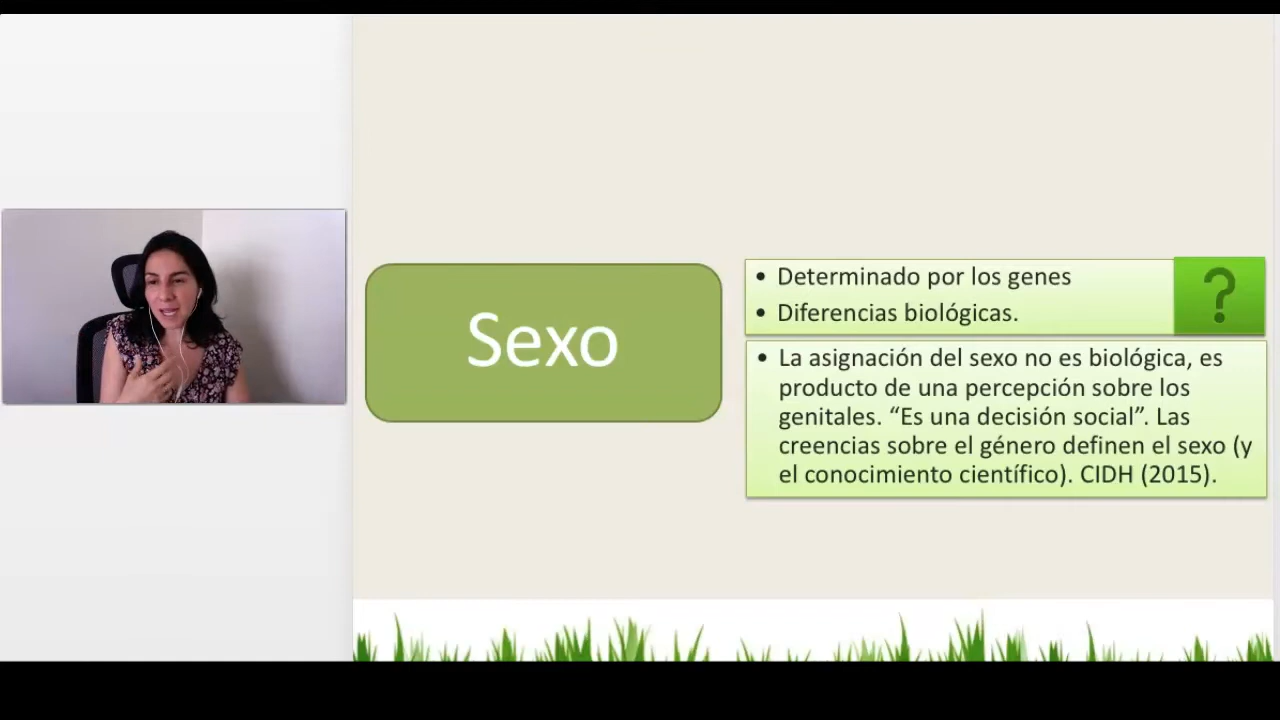 Sexo
• Determinado por los genes
• Diferencias biológicas.
?
• La asignación del sexo no es biológica, es
producto de una percepción sobre los
genitales. “Es una decisión social”. Las
creencias sobre el género definen el sexo (y
el conocimiento científico). CIDH (2015).